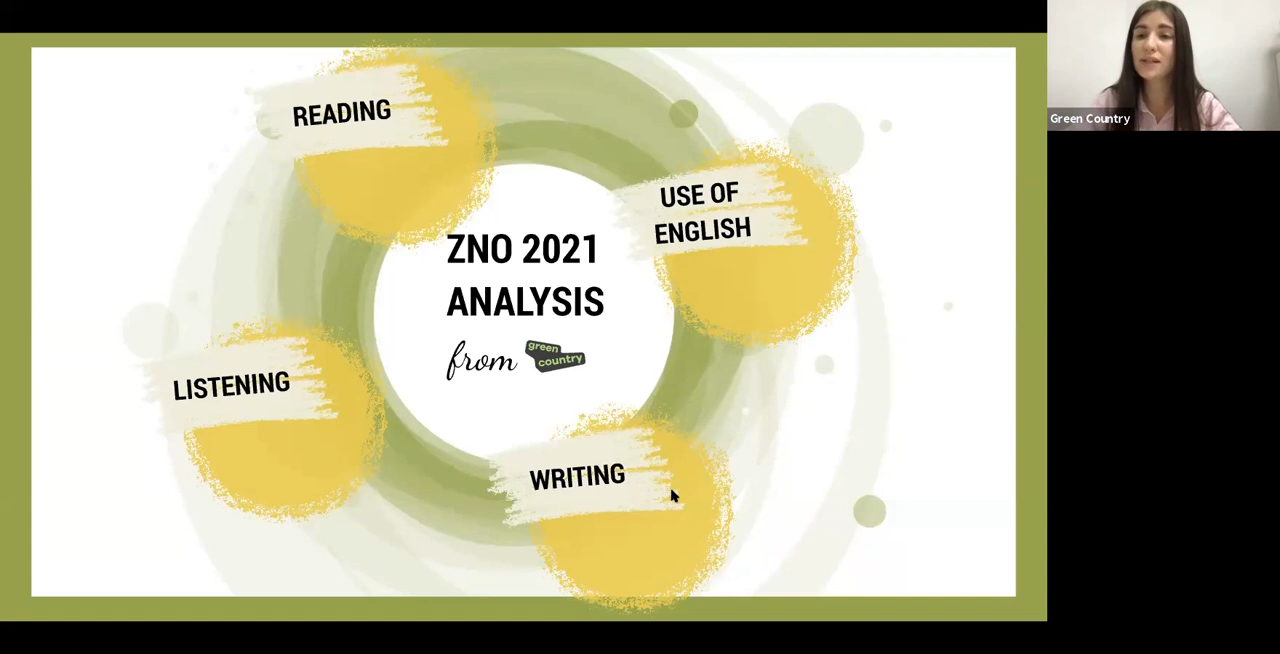 READING
USE OF
ENGLISH
ZNO 2021
ANALYSIS
from green
country
LISTENING
WRITING
Green Country